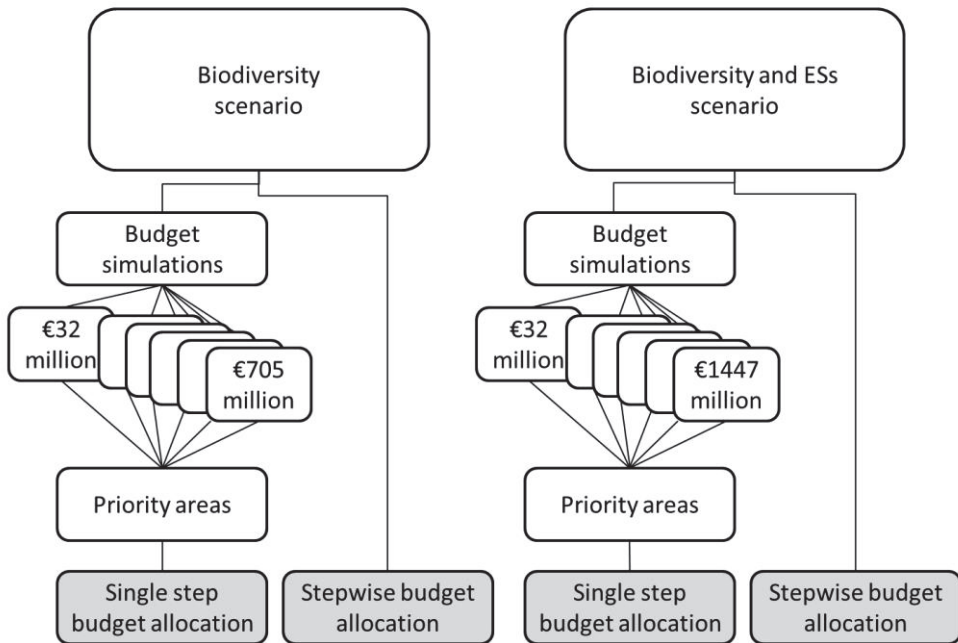 Biodiversity
scenario
Budget
simulations
€32
million
€705
million
Priority areas
Single step
budget allocation
Stepwise budget
allocation
Biodiversity and ESs
scenario
Budget
simulations
€32
million
€1447
million
Priority areas
Single step
budget allocation
Stepwise budget
allocation